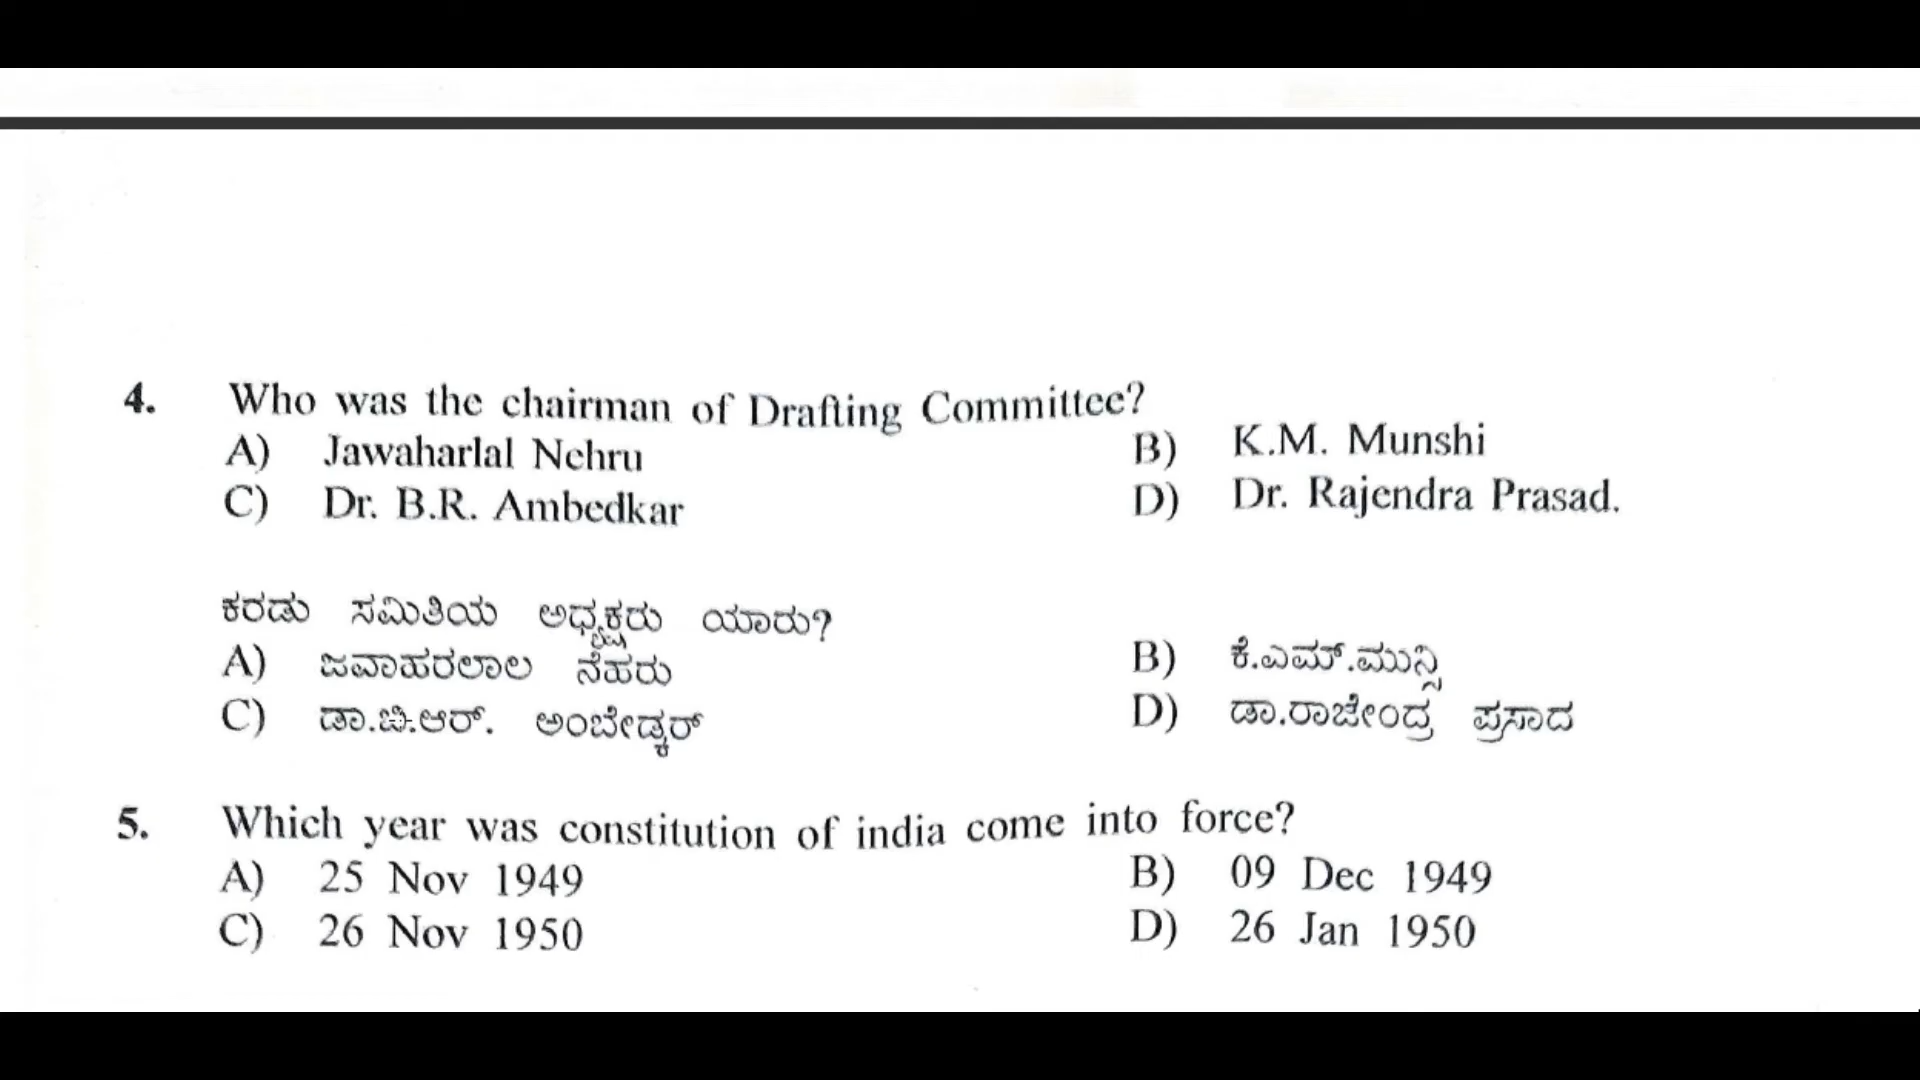 4. Who was the chairman of Drafting Committee?
A) Jawaharlal Nehru B) K.M. Munshi
C) Dr. B.R. Ambedkar D) Dr. Rajendra Prasad.
ಕರಡು ಸಮಿತಿಯ ಅಧ್ಯಕ್ಷರು ಯಾರು?
A) ಜವಾಹರಲಾಲ ನೆಹರು B) ಕೆ.ಎಮ್.ಮುನ್ಸಿ
C) ಡಾ.ಬಿ.ಆರ್. ಅಂಬೇಡ್ಕರ್ D) ಡಾ.ರಾಜೇಂದ್ರ ಪ್ರಸಾದ
5. Which year was constitution of india come into force?
A) 25 Nov 1949 B) 09 Dec 1949
C) 26 Nov 1950 D) 26 Jan 1950